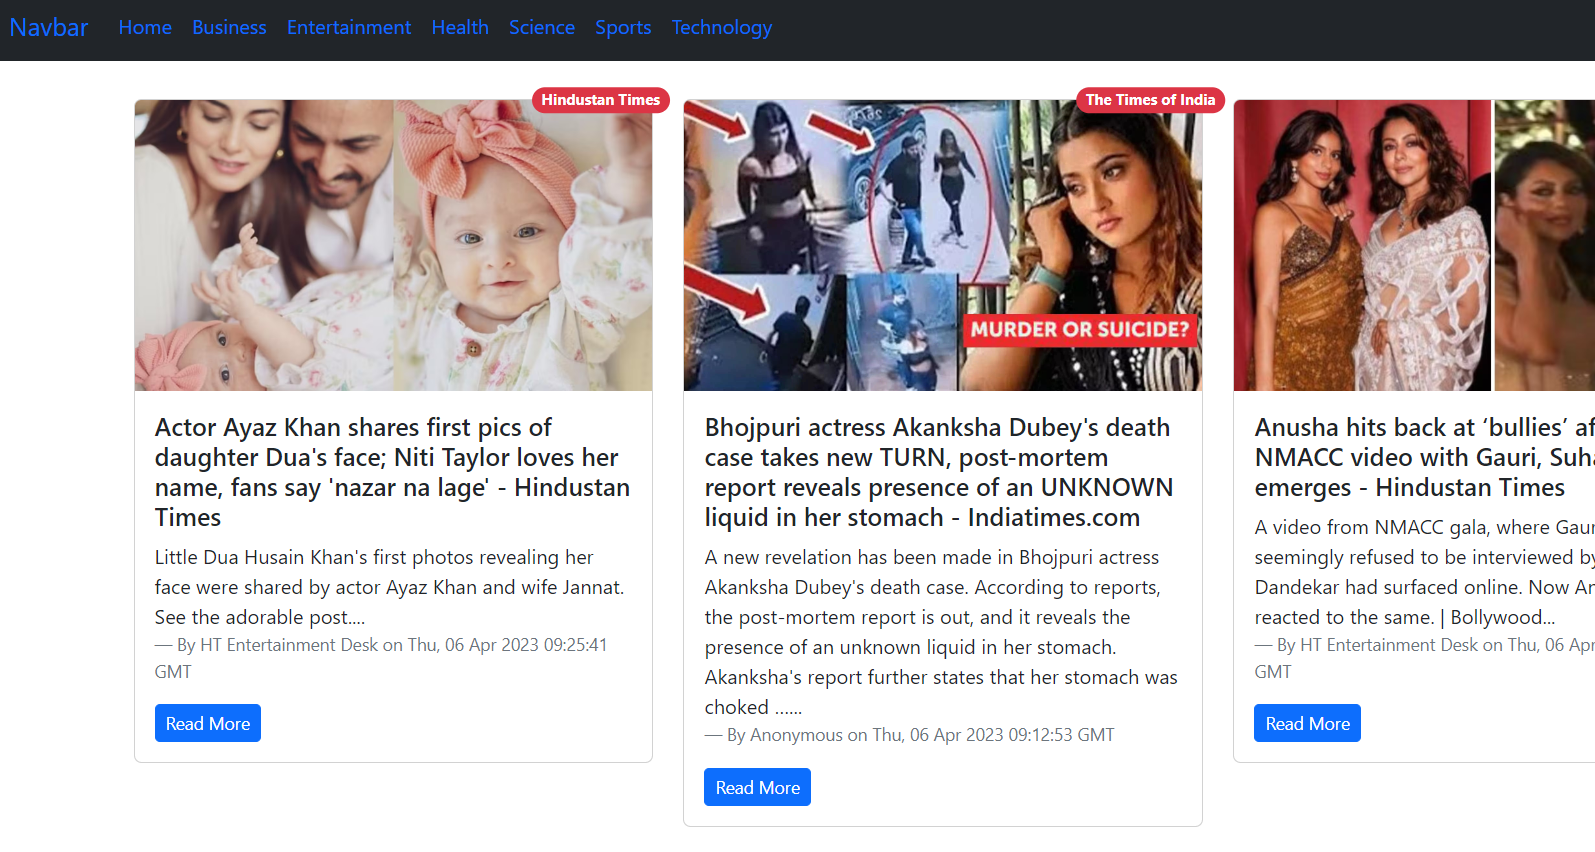 Navbar Home Business Entertainment Health Science Sports Technology
Hindustan Times
Actor Ayaz Khan shares first pics of
daughter Dua's face; Niti Taylor loves her
name, fans say 'nazar na lage' - Hindustan
Times
Little Dua Husain Khan's first photos revealing her
face were shared by actor Ayaz Khan and wife Jannat.
See the adorable post....
— By HT Entertainment Desk on Thu, 06 Apr 2023 09:25:41
GMT
Read More
The Times of India
MURDER OR SUICIDE?
Bhojpuri actress Akanksha Dubey's death
case takes new TURN, post-mortem
report reveals presence of an UNKNOWN
liquid in her stomach - Indiatimes.com
A new revelation has been made in Bhojpuri actress
Akanksha Dubey's death case. According to reports,
the post-mortem report is out, and it reveals the
presence of an unknown liquid in her stomach.
Akanksha's report further states that her stomach was
choked ......
— By Anonymous on Thu, 06 Apr 2023 09:12:53 GMT
Read More
Anusha hits back at ‘bullies’ af
NMACC video with Gauri, Suha
emerges - Hindustan Times
A video from NMACC gala, where Gaur
seemingly refused to be interviewed by
Dandekar had surfaced online. Now An
reacted to the same. | Bollywood...
— By HT Entertainment Desk on Thu, 06 Apr
GMT
Read More